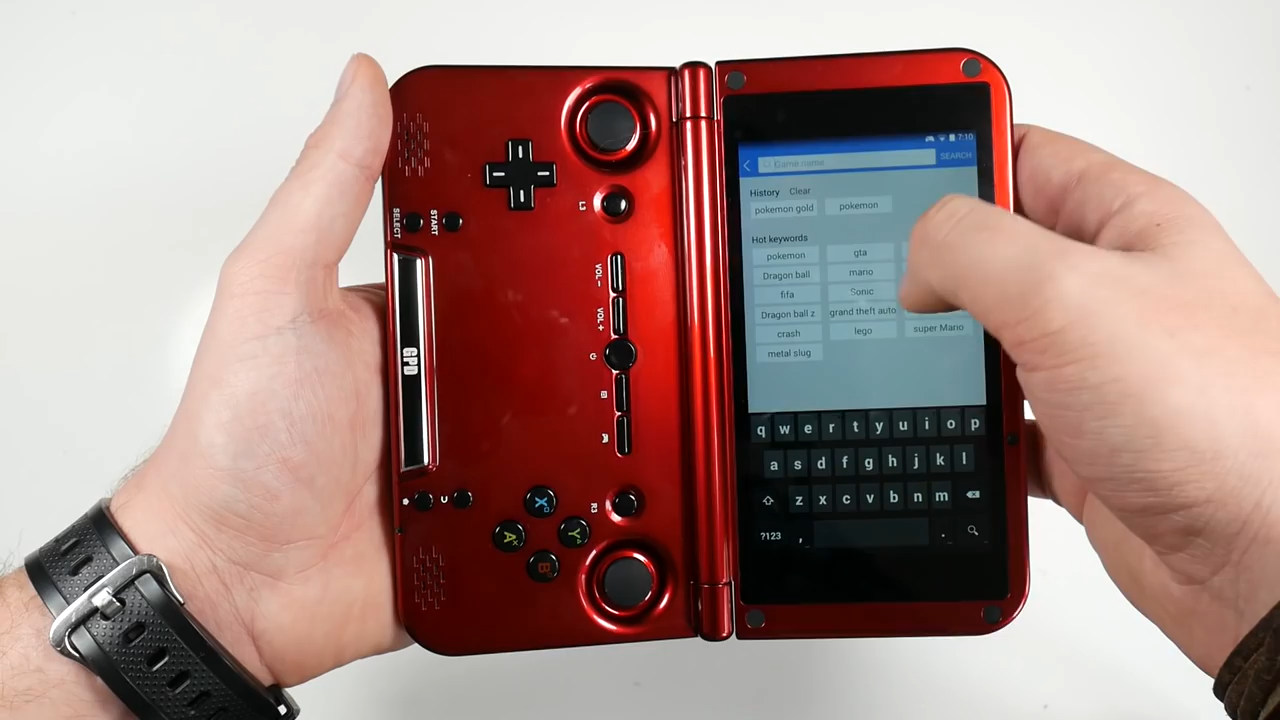 SELECT
START
L3
VOL-
VOL+
GPD
R3
X
Y
A
B
7:10
Game name
SEARCH
History Clear
pokemon gold pokemon
Hot keywords
pokemon gta
Dragon ball mario
fifa Sonic
Dragon ball z grand theft auto
crash lego super Mario
metal slug
q w e r t y u i o p
a s d f g h j k l
z x c v b n m
?123 , .